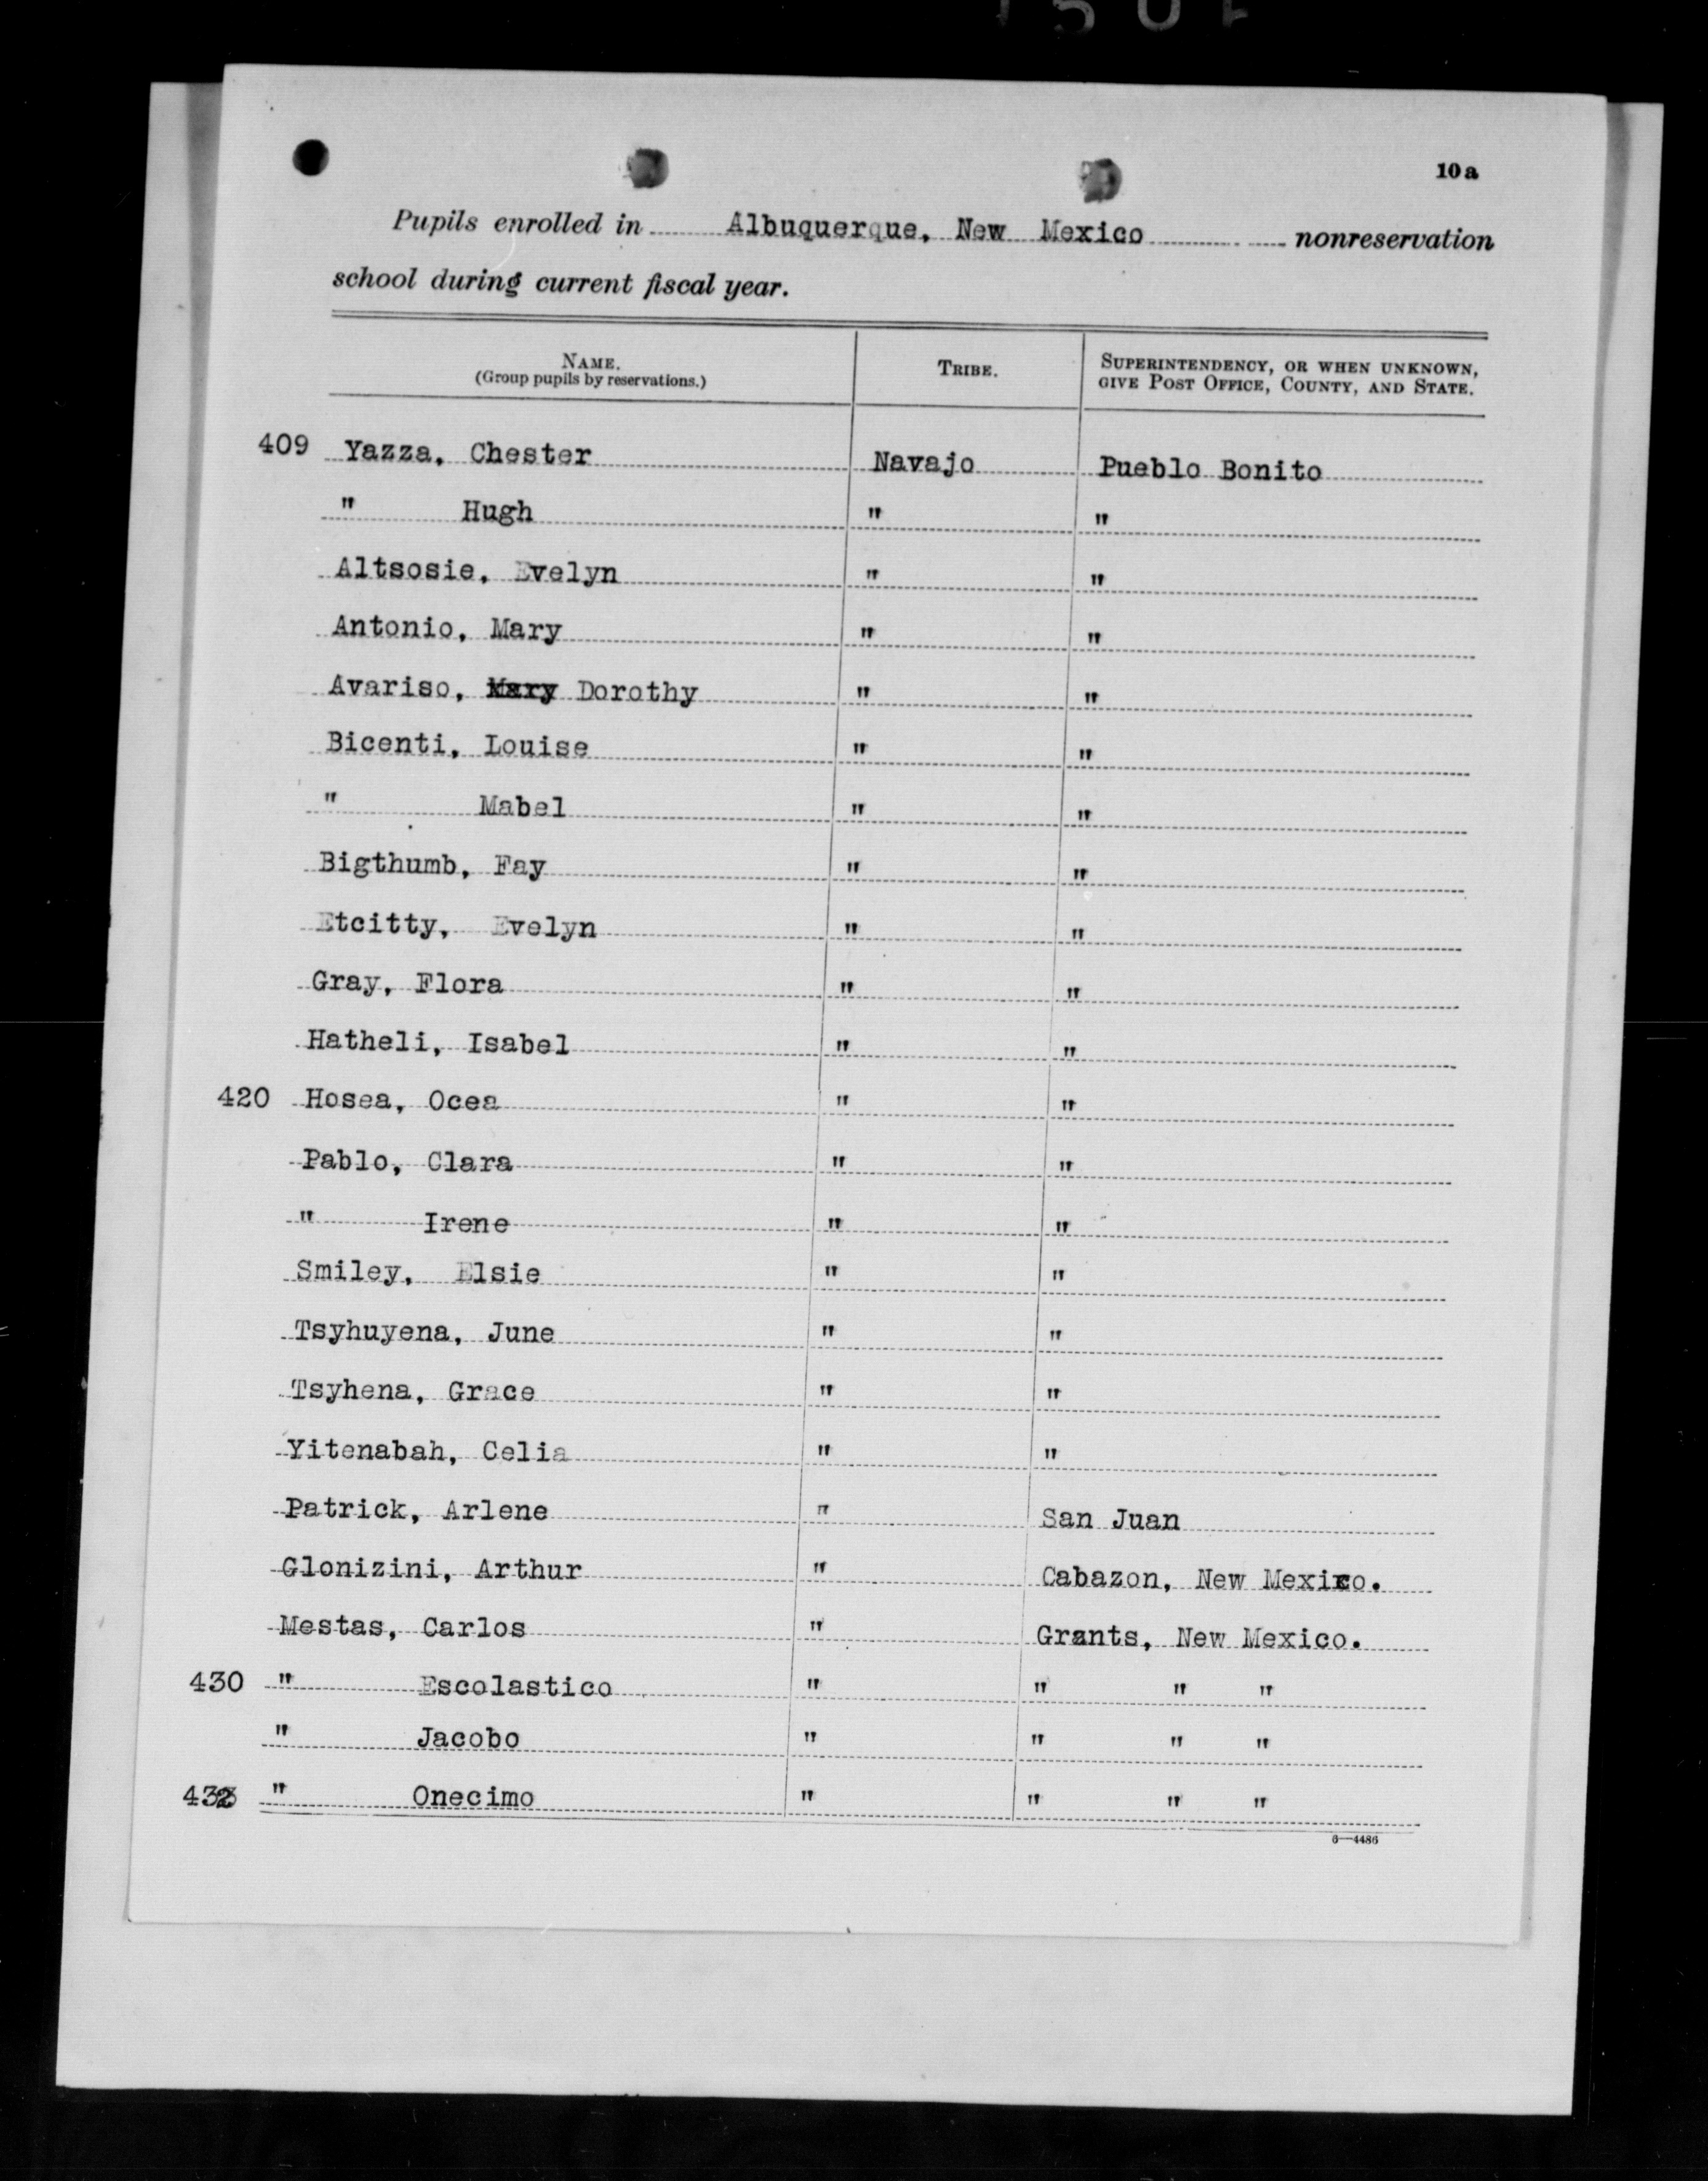 10a
Pupils enrolled in Albuquerque, New Mexico nonreservation
school during current fiscal year.
NAME. TRIBE. SUPERINTENDENCY, OR WHEN UNKNOWN,
(Group pupils by reservations.) GIVE POST OFFICE, COUNTY, AND STATE.
409 Yazza, Chester Navajo Pueblo Bonito
" Hugh " "
Altsosie, Evelyn " "
Antonio, Mary " "
Avariso, Mary Dorothy " "
Bicenti, Louise " "
" Mabel " "
Bigthumb, Fay " "
Etcitty, Evelyn " "
Gray, Flora " "
Hatheli, Isabel " "
420 Hosea, Ocea " "
Pablo, Clara " "
" Irene " "
Smiley, Elsie " "
Tsyhuyena, June " "
Tsyhena, Grace " "
Yitenabah, Celia " "
Patrick, Arlene " San Juan
Glonizini, Arthur " Cabazon, New Mexico.
Mestas, Carlos " Grants, New Mexico.
430 " Escolastico " " " "
" Jacobo " " " "
432 " Onecimo " " " "
6—4486